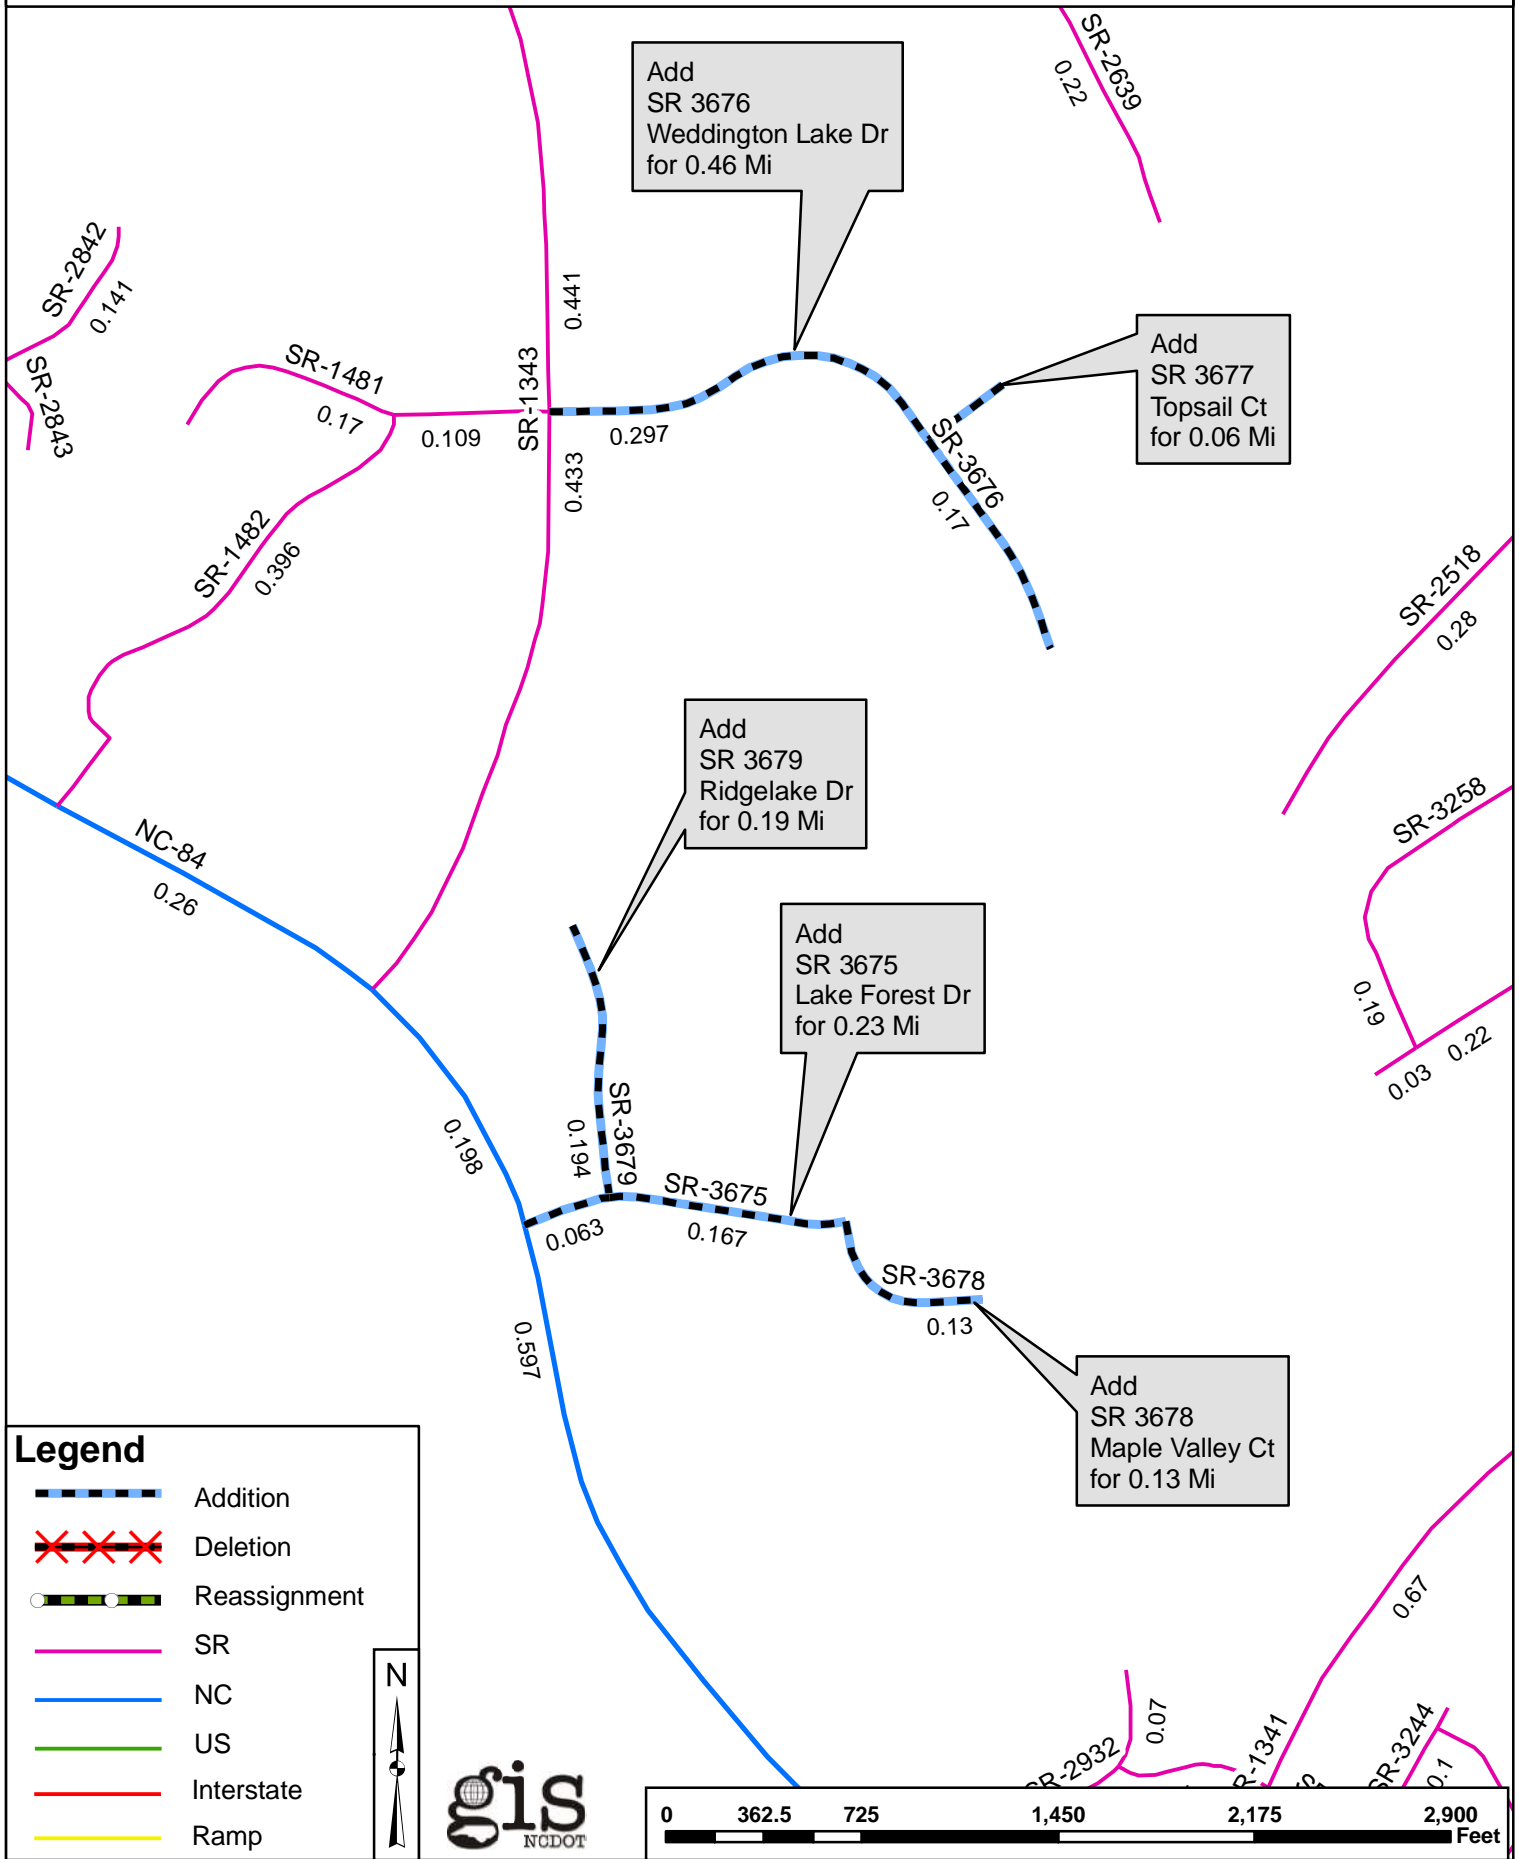 SR-2639
0.22
Add
SR 3676
Weddington Lake Dr
for 0.46 Mi
SR-2842
0.141
SR-2843
SR-1481
0.17
0.109
SR-1343
0.441
0.433
0.297
Add
SR 3677
Topsail Ct
for 0.06 Mi
SR-3676
0.17
SR-1482
0.396
SR-2518
0.28
Add
SR 3679
Ridgelake Dr
for 0.19 Mi
NC-84
0.26
SR-3258
0.19
0.03
0.22
Add
SR 3675
Lake Forest Dr
for 0.23 Mi
0.198
0.194
SR-3679
SR-3675
0.063
0.167
SR-3678
0.13
0.597
Add
SR 3678
Maple Valley Ct
for 0.13 Mi
Legend
Addition
Deletion
Reassignment
SR
NC
US
Interstate
Ramp
N
gis
NCDOT
0.67
0.07
SR-2932
R-1341
SR-3244
0.1
0 362.5 725 1,450 2,175 2,900
Feet